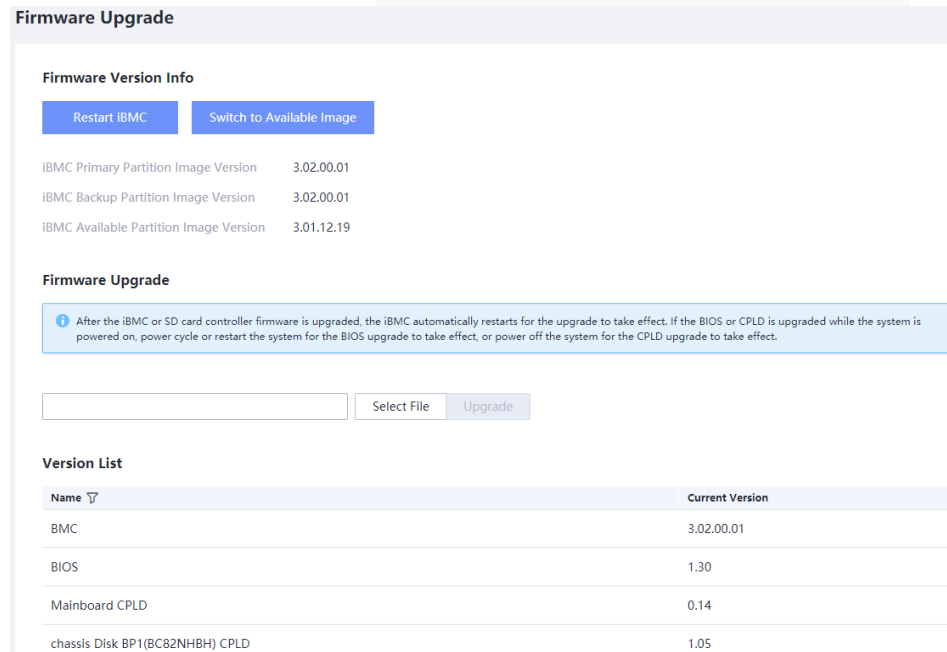 Firmware Upgrade
Firmware Version Info
Restart iBMC
Switch to Available Image
iBMC Primary Partition Image Version 3.02.00.01
iBMC Backup Partition Image Version 3.02.00.01
iBMC Available Partition Image Version 3.01.12.19
Firmware Upgrade
After the iBMC or SD card controller firmware is upgraded, the iBMC automatically restarts for the upgrade to take effect. If the BIOS or CPLD is upgraded while the system is
powered on, power cycle or restart the system for the BIOS upgrade to take effect, or power off the system for the CPLD upgrade to take effect.
Select File Upgrade
Version List
Name Current Version
BMC 3.02.00.01
BIOS 1.30
Mainboard CPLD 0.14
chassis Disk BP1(BC82NHBH) CPLD 1.05